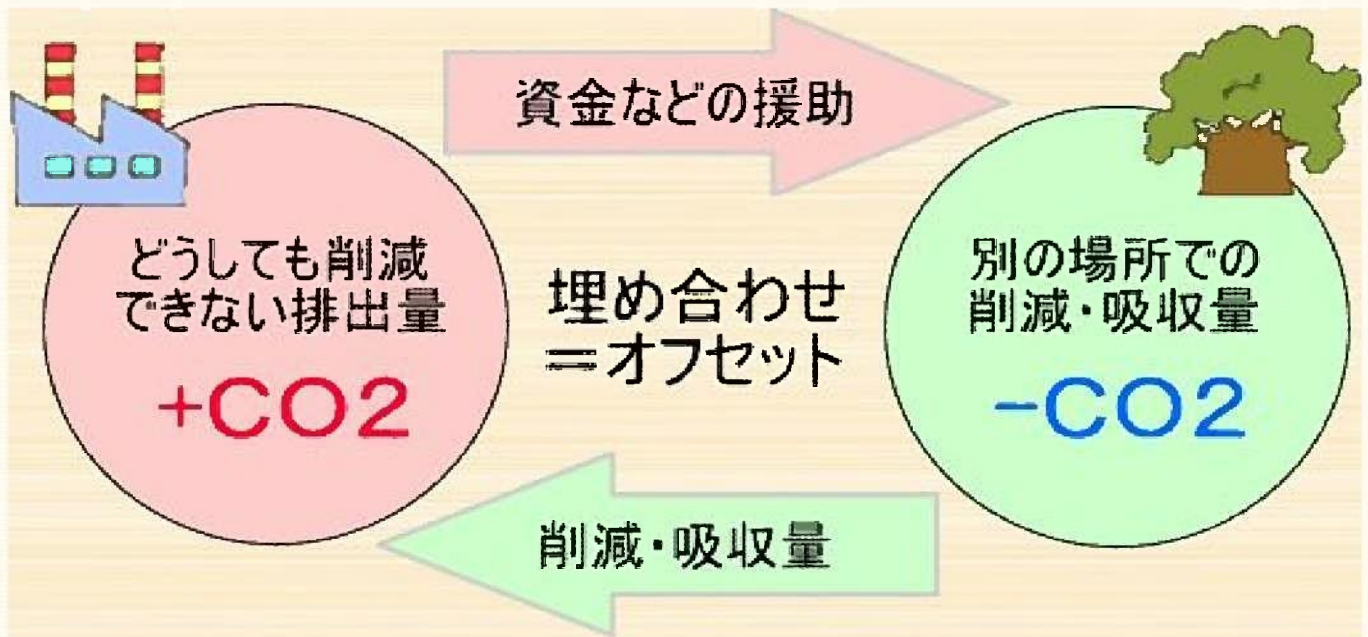 資金などの援助
どうしても削減
できない排出量
+CO2
埋め合わせ
=オフセット
別の場所での
削減・吸収量
-CO2
削減・吸収量